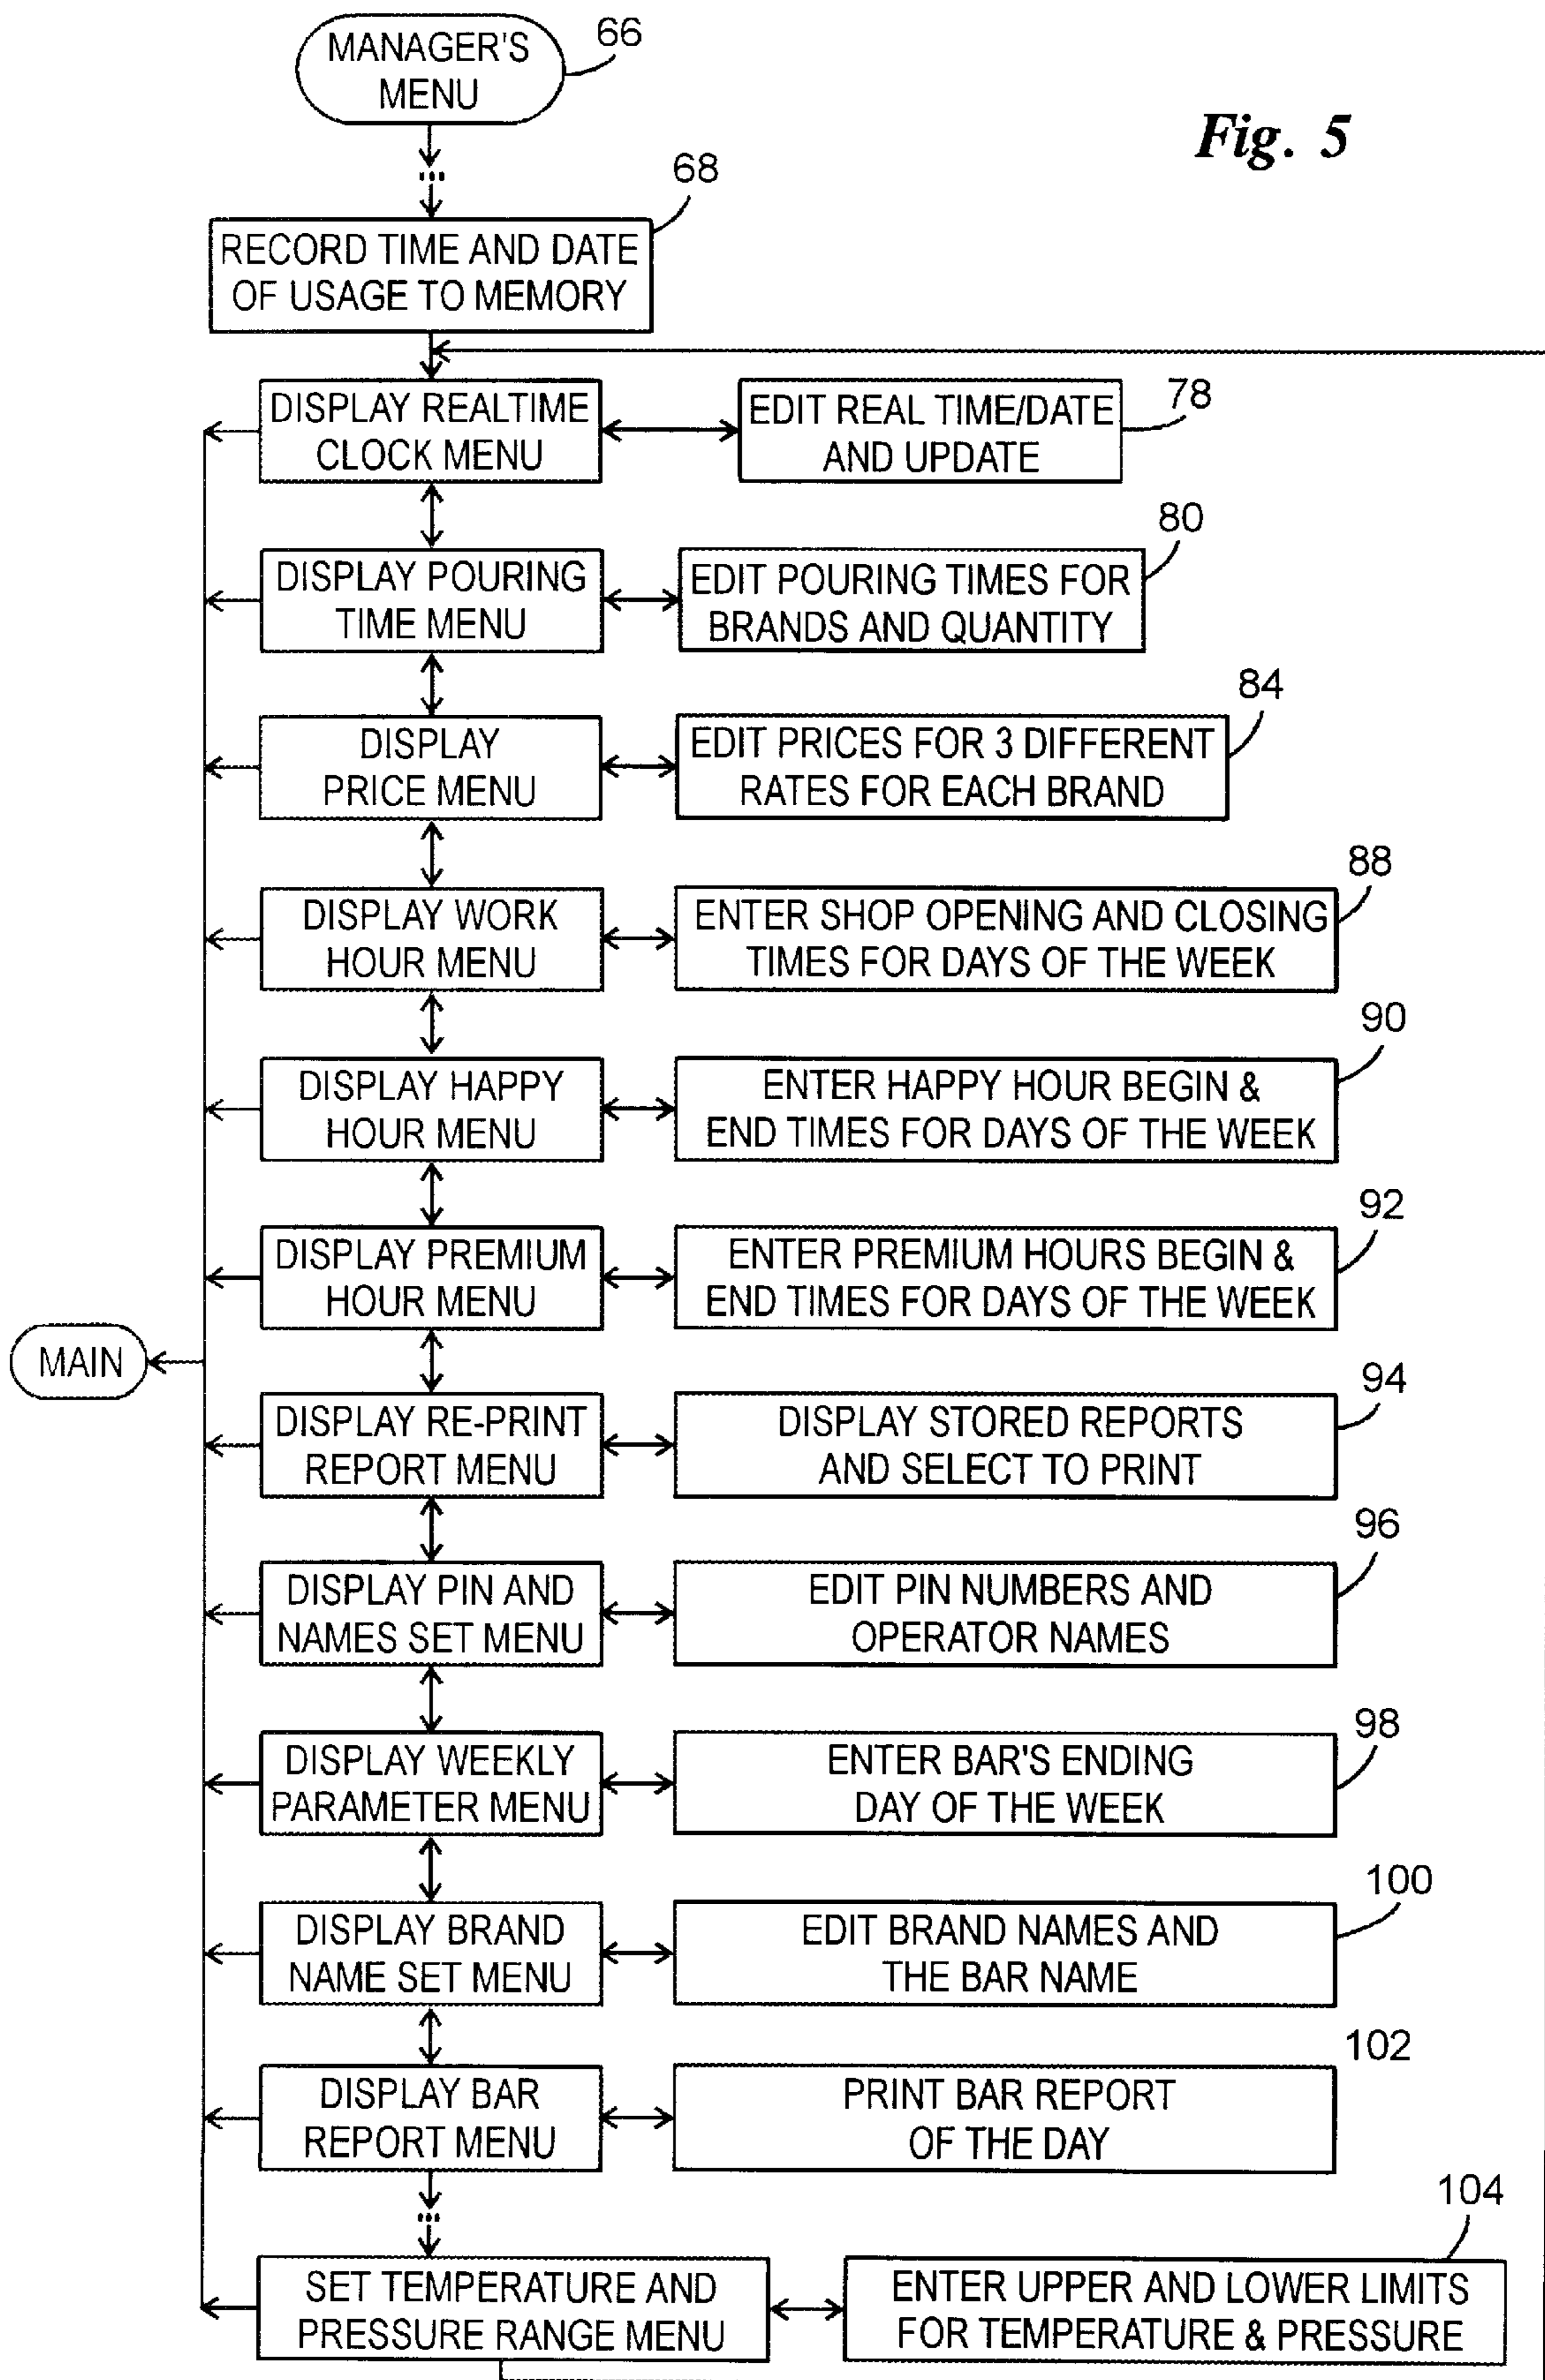 MANAGER'S
MENU
66
Fig. 5
68
RECORD TIME AND DATE
OF USAGE TO MEMORY
DISPLAY REALTIME
CLOCK MENU
EDIT REAL TIME/DATE
AND UPDATE
78
DISPLAY POURING
TIME MENU
EDIT POURING TIMES FOR
BRANDS AND QUANTITY
80
DISPLAY
PRICE MENU
EDIT PRICES FOR 3 DIFFERENT
RATES FOR EACH BRAND
84
DISPLAY WORK
HOUR MENU
ENTER SHOP OPENING AND CLOSING
TIMES FOR DAYS OF THE WEEK
88
DISPLAY HAPPY
HOUR MENU
ENTER HAPPY HOUR BEGIN &
END TIMES FOR DAYS OF THE WEEK
90
DISPLAY PREMIUM
HOUR MENU
ENTER PREMIUM HOURS BEGIN &
END TIMES FOR DAYS OF THE WEEK
92
MAIN
DISPLAY RE-PRINT
REPORT MENU
DISPLAY STORED REPORTS
AND SELECT TO PRINT
94
DISPLAY PIN AND
NAMES SET MENU
EDIT PIN NUMBERS AND
OPERATOR NAMES
96
DISPLAY WEEKLY
PARAMETER MENU
ENTER BAR'S ENDING
DAY OF THE WEEK
98
DISPLAY BRAND
NAME SET MENU
EDIT BRAND NAMES AND
THE BAR NAME
100
DISPLAY BAR
REPORT MENU
PRINT BAR REPORT
OF THE DAY
102
SET TEMPERATURE AND
PRESSURE RANGE MENU
ENTER UPPER AND LOWER LIMITS
FOR TEMPERATURE & PRESSURE
104